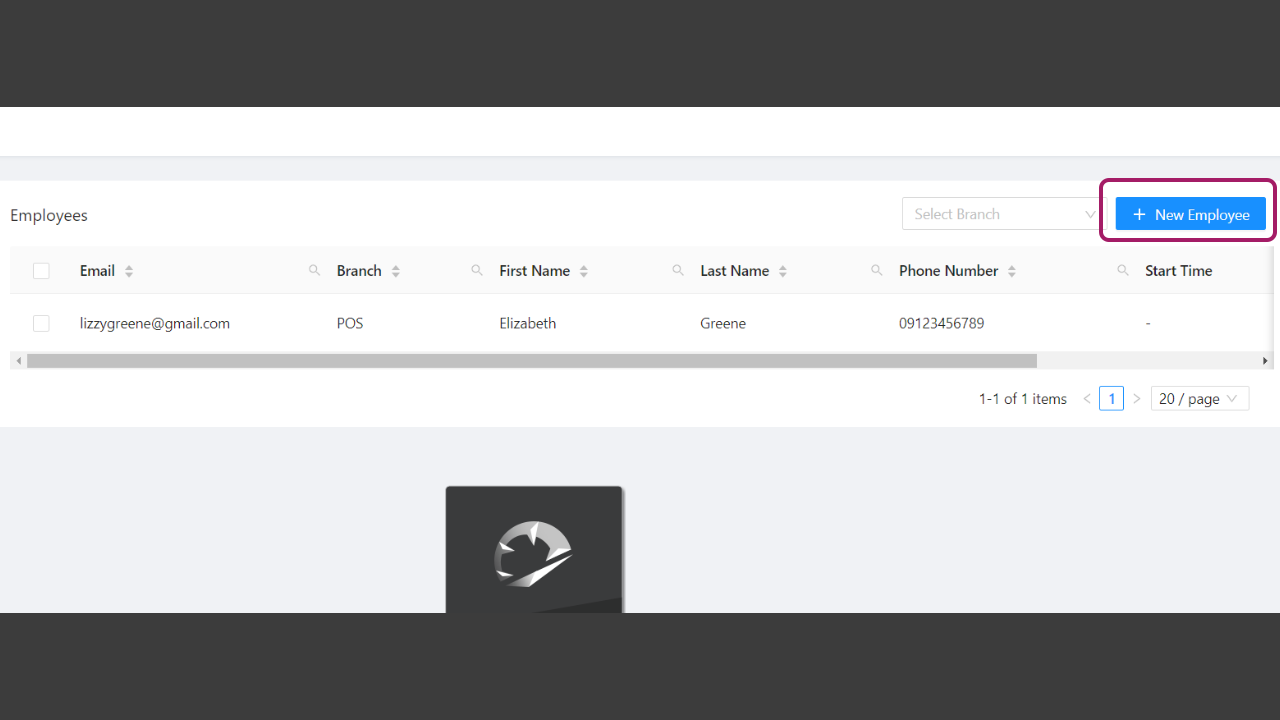 Employees
Select Branch
+ New Employee
Email Branch First Name Last Name Phone Number Start Time
lizzygreene@gmail.com POS Elizabeth Greene 09123456789 -
1-1 of 1 items < 1 > 20 / page